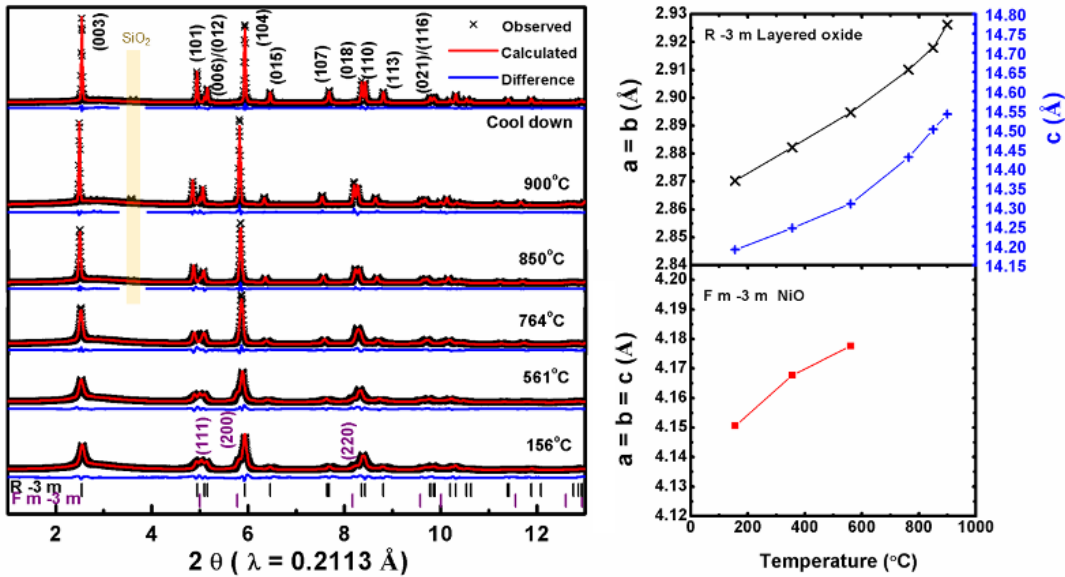 (003)
SiO2
(101)
(006)/(012)
(104)
(015)
(107)
(018)
(110)
(113)
(021)/(116)
× Observed
Calculated
Difference
Cool down
900°C
850°C
764°C
561°C
(111)
(200)
(220)
156°C
R -3 m
F m -3 m
2 4 6 8 10 12
2 θ ( λ = 0.2113 Å)
R -3 m Layered oxide
a = b (Å)
2.93
2.92
2.91
2.90
2.89
2.88
2.87
2.86
2.85
2.84
c (Å)
14.80
14.75
14.70
14.65
14.60
14.55
14.50
14.45
14.40
14.35
14.30
14.25
14.20
14.15
F m -3 m NiO
a = b = c (Å)
4.20
4.19
4.18
4.17
4.16
4.15
4.14
4.13
4.12
0 200 400 600 800 1000
Temperature (°C)